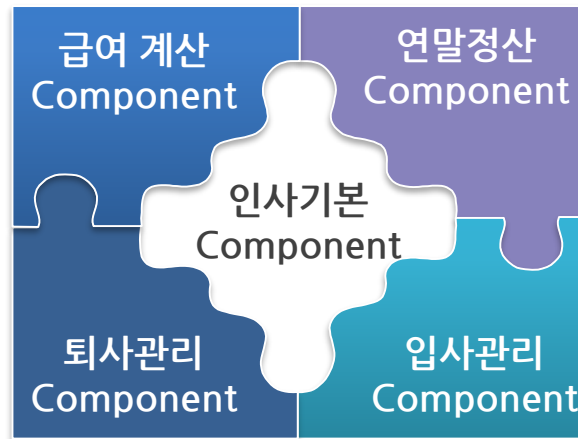 급여 계산
Component
연말정산
Component
인사기본
Component
퇴사관리
Component
입사관리
Component